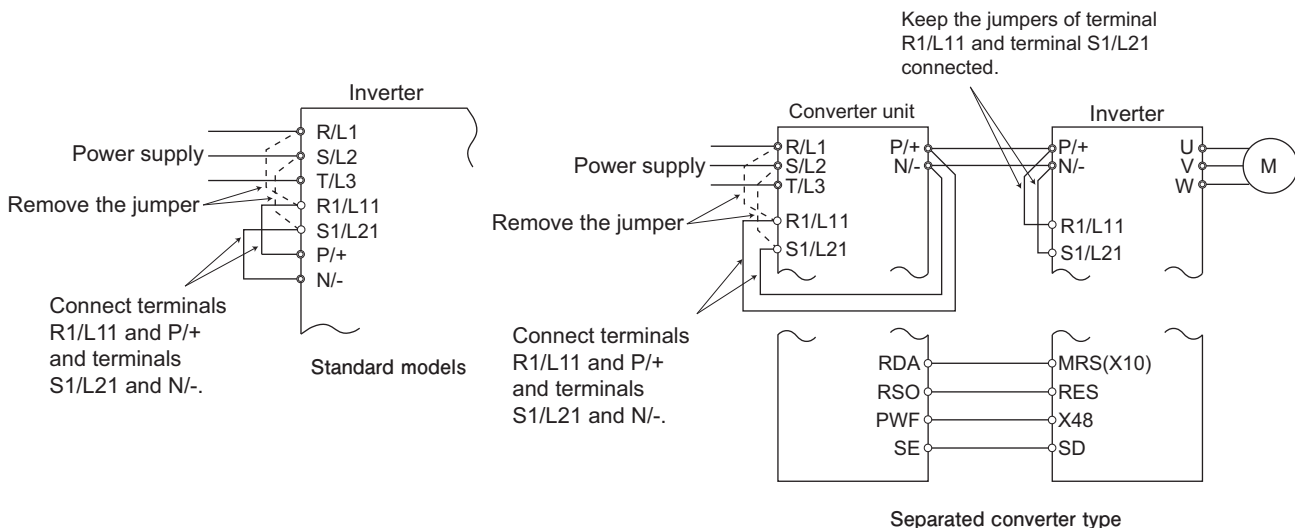 Inverter
R/L1
S/L2
T/L3
R1/L11
S1/L21
P/+
N/-
Power supply
Remove the jumper
Connect terminals
R1/L11 and P/+
and terminals
S1/L21 and N/-.
Standard models
Keep the jumpers of terminal
R1/L11 and terminal S1/L21
connected.
Converter unit
R/L1
S/L2
T/L3
R1/L11
S1/L21
P/+
N/-
Power supply
Remove the jumper
Connect terminals
R1/L11 and P/+
and terminals
S1/L21 and N/-.
Inverter
P/+
N/-
R1/L11
S1/L21
U
V
W
M
RDA
RSO
PWF
SE
MRS(X10)
RES
X48
SD
Separated converter type